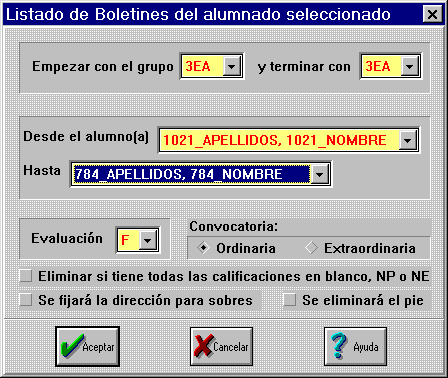 Listado de Boletines del alumnado seleccionado
Empezar con el grupo 3EA y terminar con 3EA
Desde el alumno(a) 1021_APELLIDOS, 1021_NOMBRE
Hasta 784_APELLIDOS, 784_NOMBRE
Evaluación F
Convocatoria:
Ordinaria Extraordinaria
Eliminar si tiene todas las calificaciones en blanco, NP o NE
Se fijará la dirección para sobres Se eliminará el pie
Aceptar Cancelar ? Ayuda